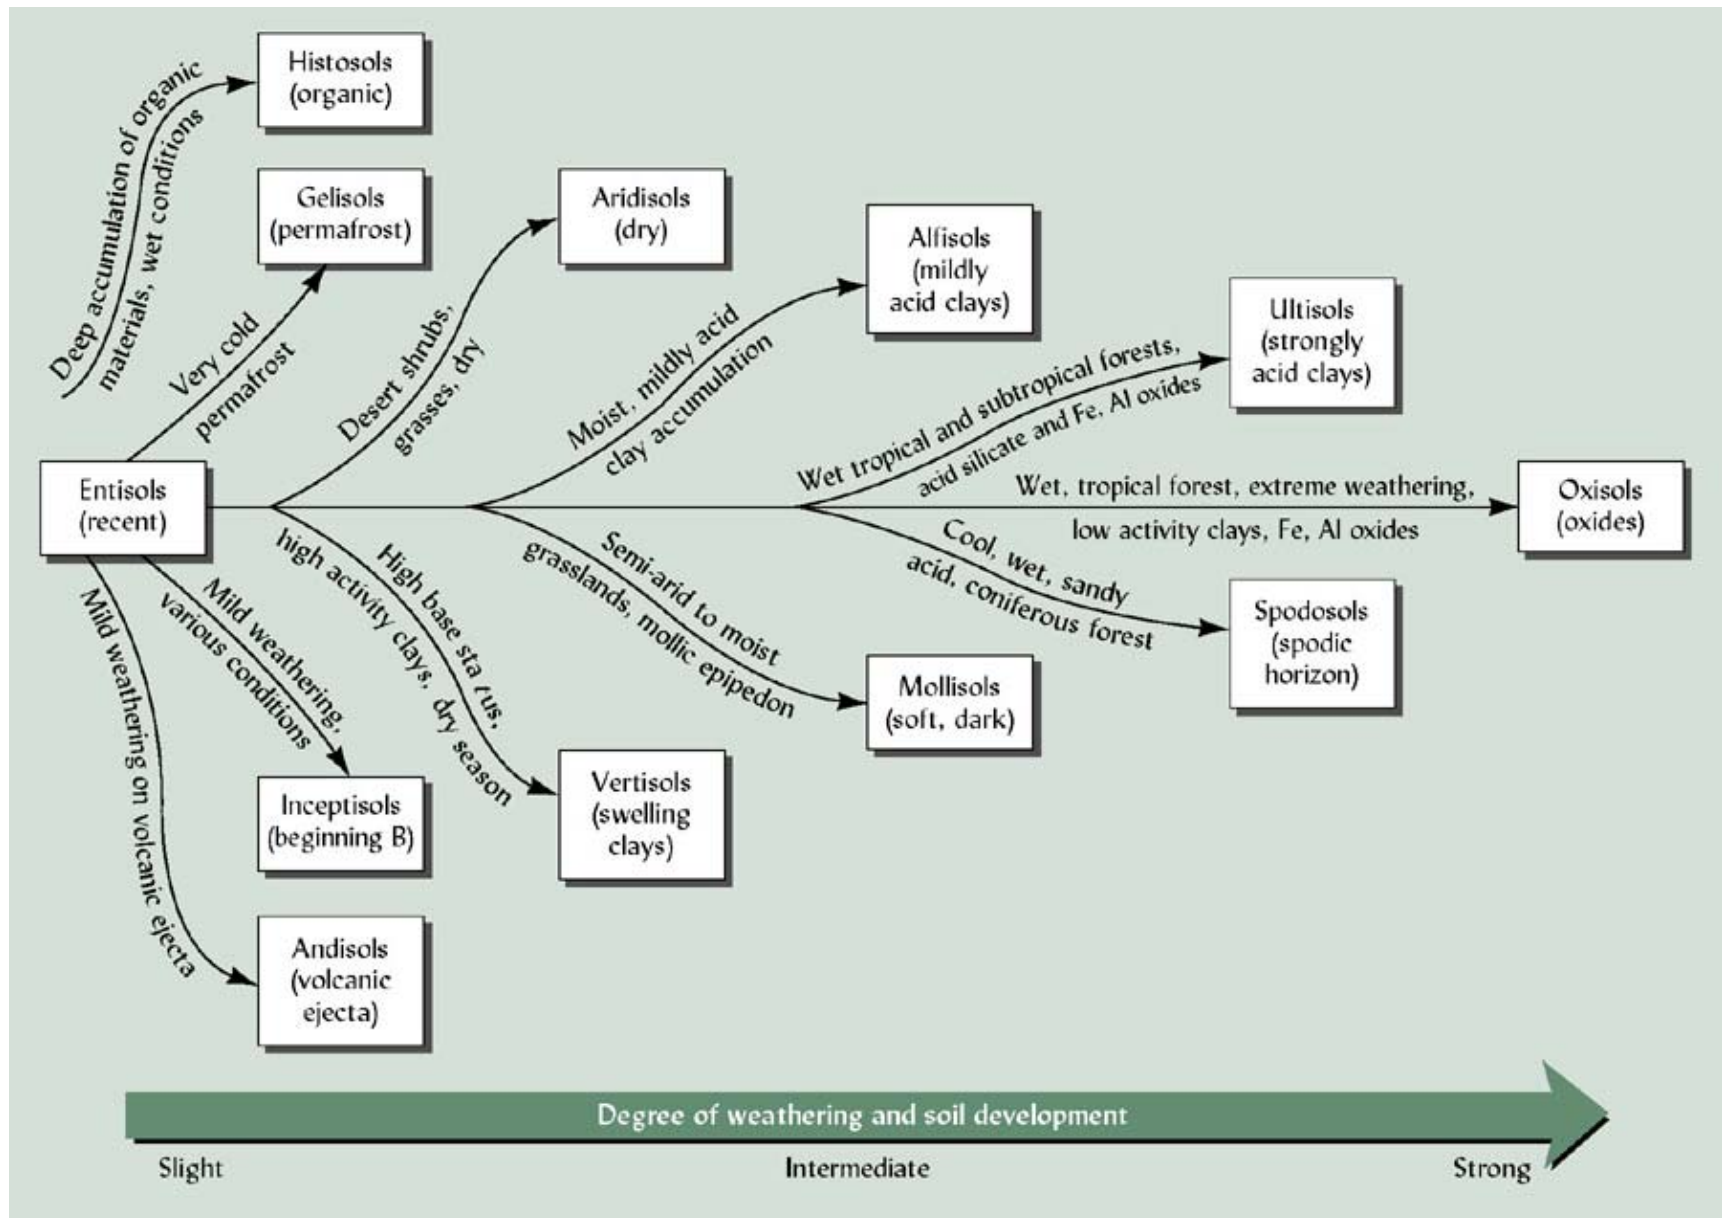 Histosols
(organic)
Deep accumulation of organic
materials, wet conditions
Gelisols
(permafrost)
Very cold
permafrost
Aridisols
(dry)
Desert shrubs,
grasses, dry
Alfisols
(mildly
acid clays)
Moist, mildly acid
clay accumulation
Ultisols
(strongly
acid clays)
Wet tropical and subtropical forests,
acid silicate and Fe, Al oxides
Entisols
(recent)
Wet, tropical forest, extreme weathering,
low activity clays, Fe, Al oxides
Oxisols
(oxides)
Cool, wet, sandy
acid, coniferous forest
Spodosols
(spodic
horizon)
Semi-arid to moist
grasslands, mollic epipedon
Mollisols
(soft, dark)
High base status,
high activity clays, dry season
Vertisols
(swelling
clays)
Mild weathering,
various conditions
Inceptisols
(beginning B)
Mild weathering on volcanic ejecta
Andisols
(volcanic
ejecta)
Degree of weathering and soil development
Slight
Intermediate
Strong